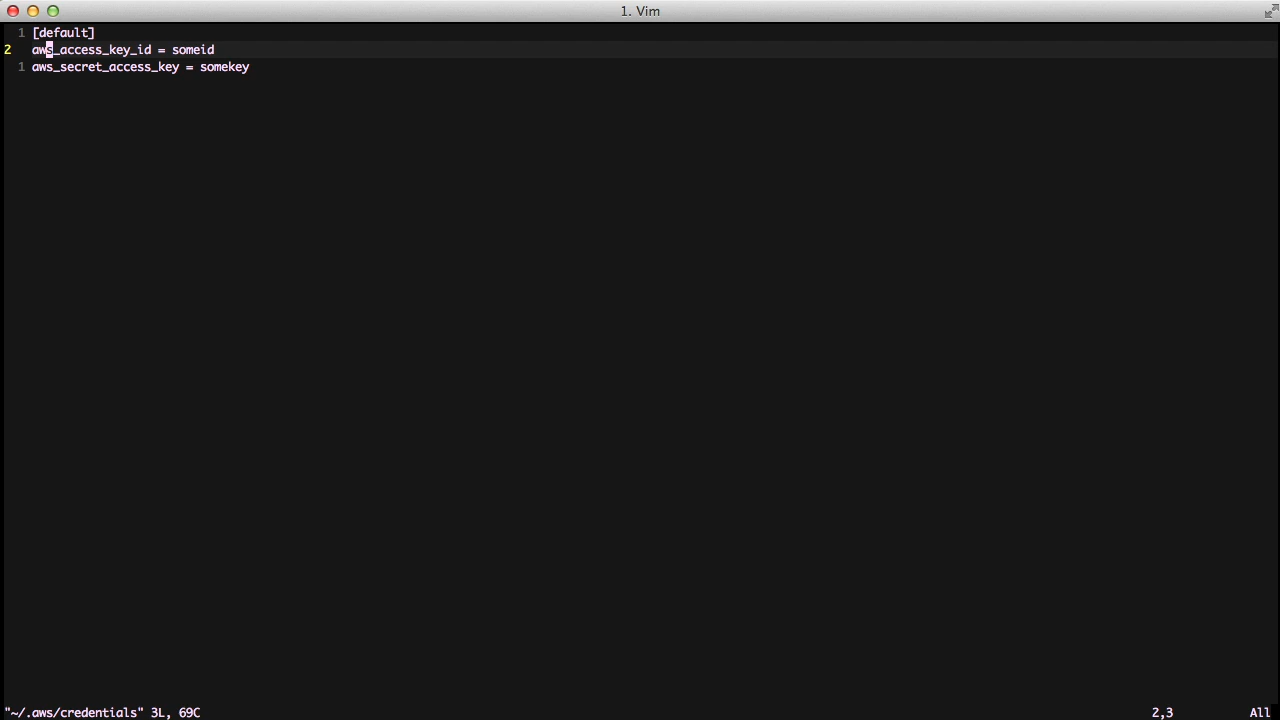 1. Vim
1 [default]
2 aws_access_key_id = someid
1 aws_secret_access_key = somekey
"~/.aws/credentials" 3L, 69C 2,3 All